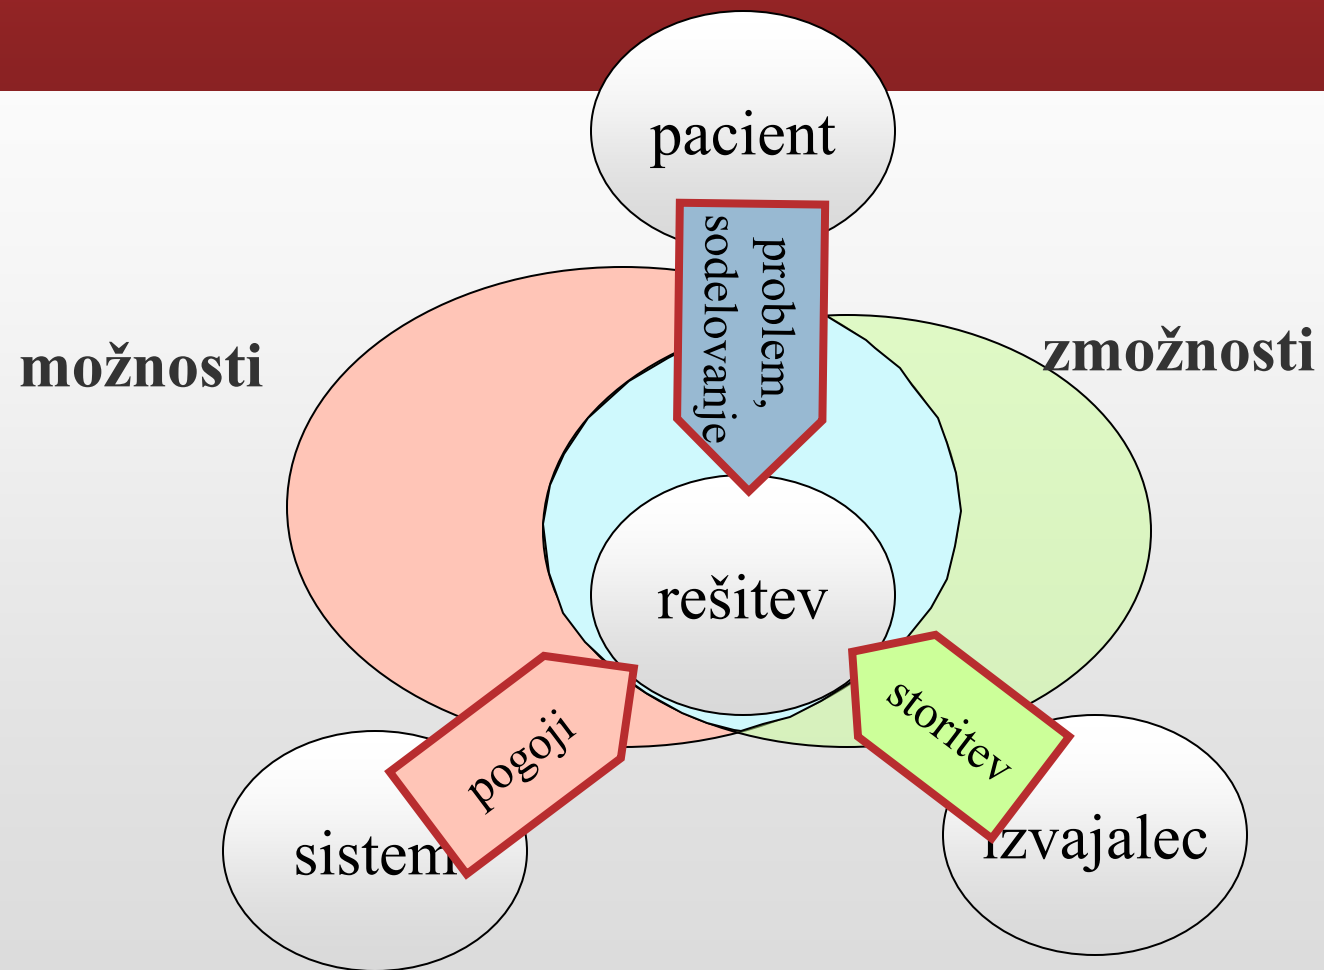 pacient
problem,
sodelovanje
možnosti
zmožnosti
rešitev
pogoji
storitev
sistem
izvajalec